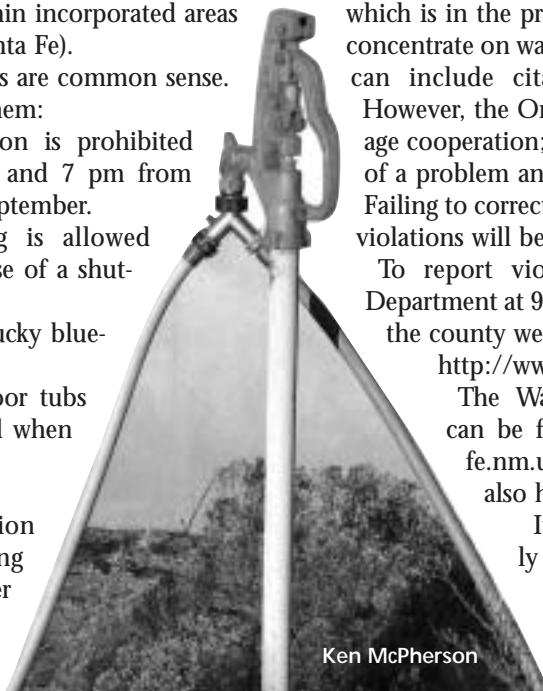 hin incorporated areas
nta Fe).
s are common sense.
hem:
on is prohibited
and 7 pm from
ptember.
g is allowed
se of a shut-
ucky blue-
oor tubs
d when
ion
ng
er
which is in the pr
concentrate on wa
can include cita
However, the Or
age cooperation;
of a problem an
Failing to correct
violations will be
To report vio
Department at 9
the county we
http://ww
The Wa
can be f
fe.nm.u
also h
I
ly
Ken McPherson